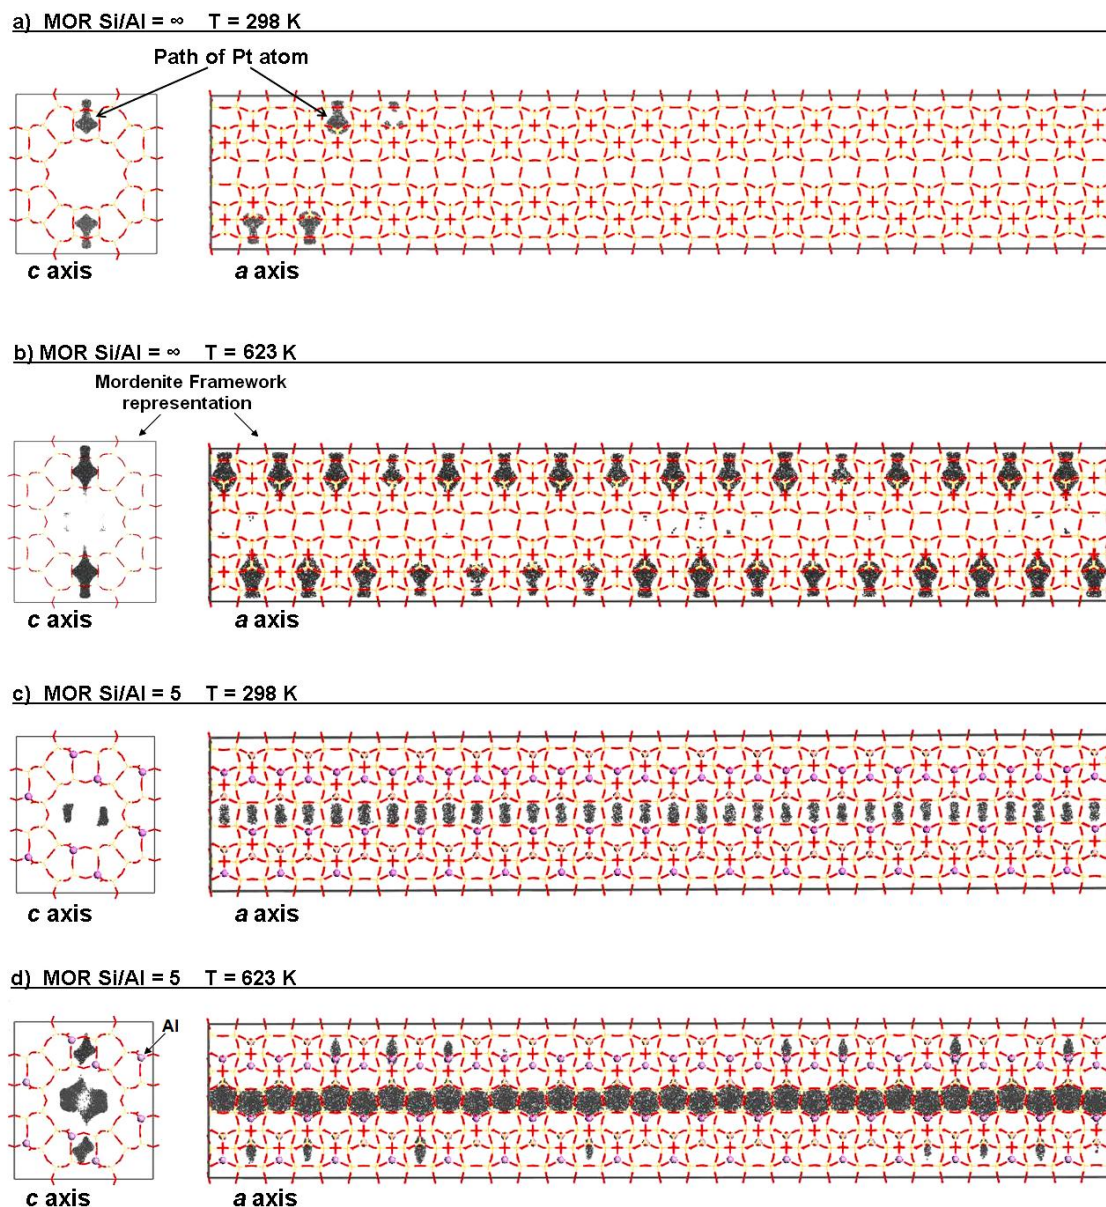 a) MOR Si/Al = ∞ T = 298 K
Path of Pt atom
c axis
a axis
b) MOR Si/Al = ∞ T = 623 K
Mordenite Framework
representation
c axis
a axis
c) MOR Si/Al = 5 T = 298 K
c axis
a axis
d) MOR Si/Al = 5 T = 623 K
Al
c axis
a axis